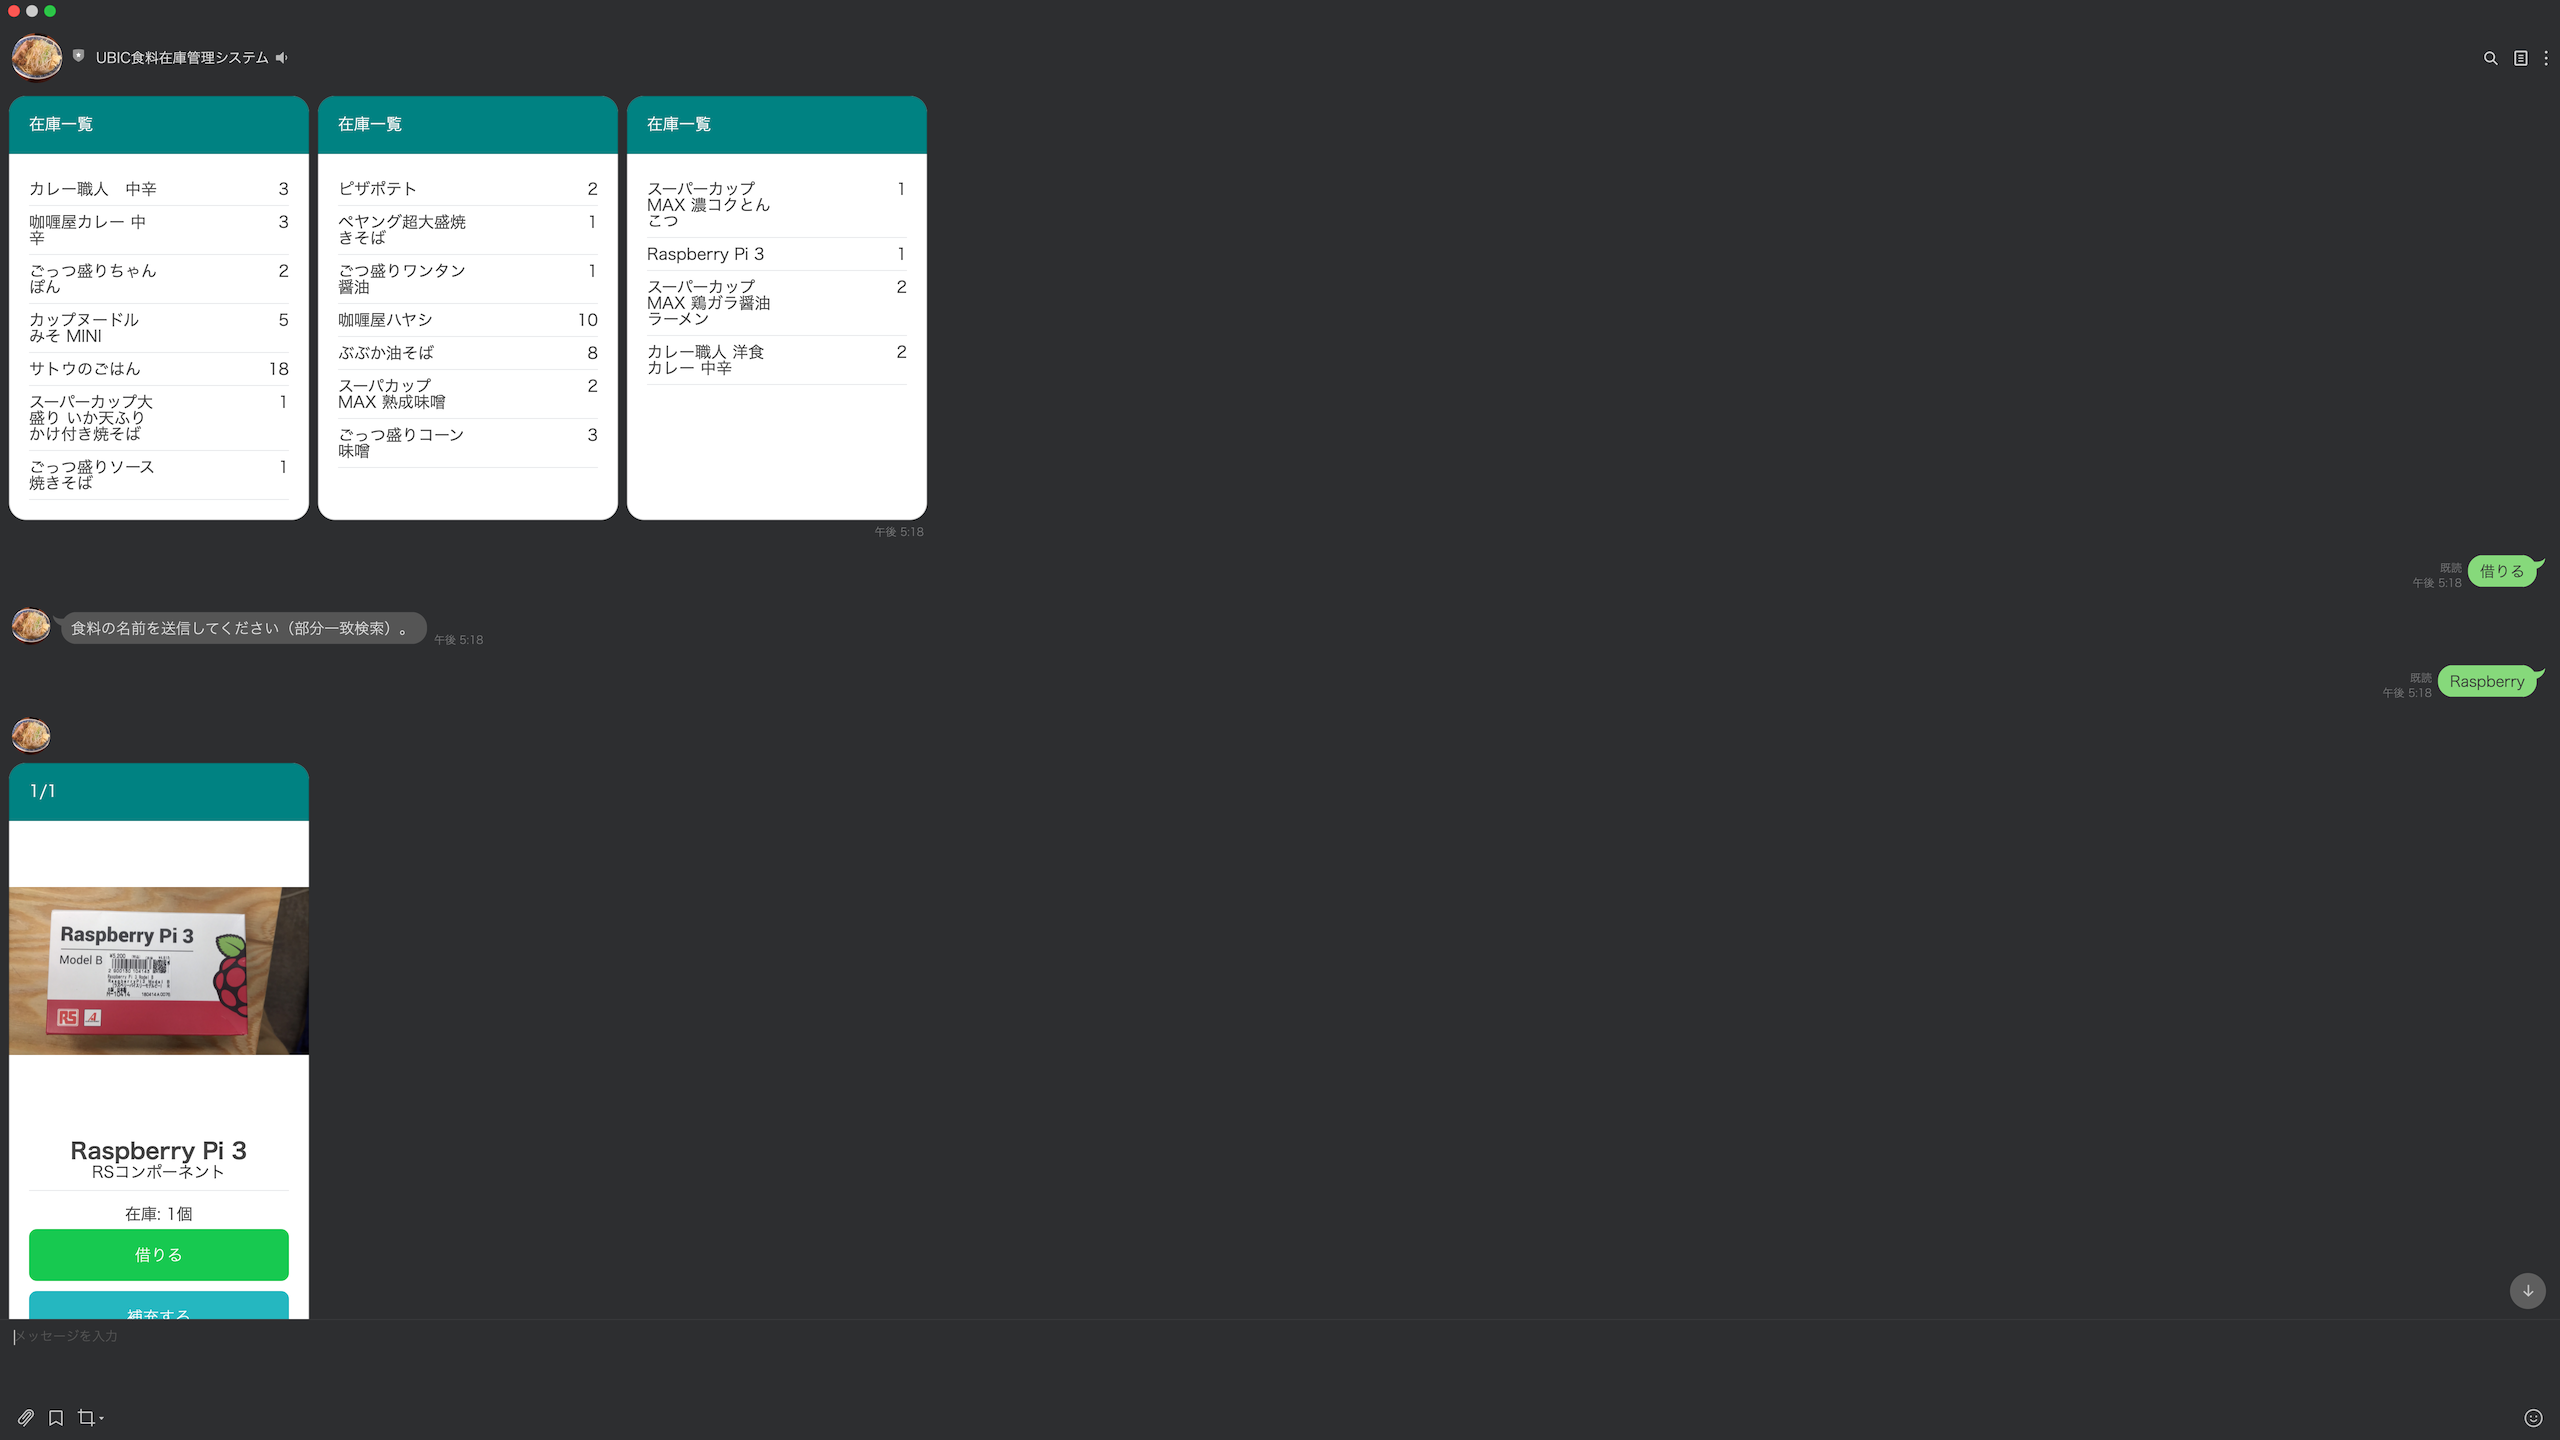 UBIC食料在庫管理システム
在庫一覧
カレー職人　中辛 3
咖喱屋カレー 中 3
辛
ごっつ盛りちゃん 2
ぽん
カップヌードル 5
みそ MINI
サトウのごはん 18
スーパーカップ大 1
盛り いか天ふり
かけ付き焼そば
ごっつ盛りソース 1
焼きそば
在庫一覧
ピザポテト 2
ペヤング超大盛焼 1
きそば
ごつ盛りワンタン 1
醤油
咖喱屋ハヤシ 10
ぶぶか油そば 8
スーパカップ 2
MAX 熟成味噌
ごっつ盛りコーン 3
味噌
在庫一覧
スーパーカップ 1
MAX 濃コクとん
こつ
Raspberry Pi 3 1
スーパーカップ 2
MAX 鶏ガラ醤油
ラーメン
カレー職人 洋食 2
カレー 中辛
午後 5:18
既読
午後 5:18
借りる
食料の名前を送信してください（部分一致検索）。
午後 5:18
既読
午後 5:18
Raspberry
1/1
Raspberry Pi 3
Model B
RS
Raspberry Pi 3
RSコンポーネント
在庫: 1個
借りる
補充する
メッセージを入力